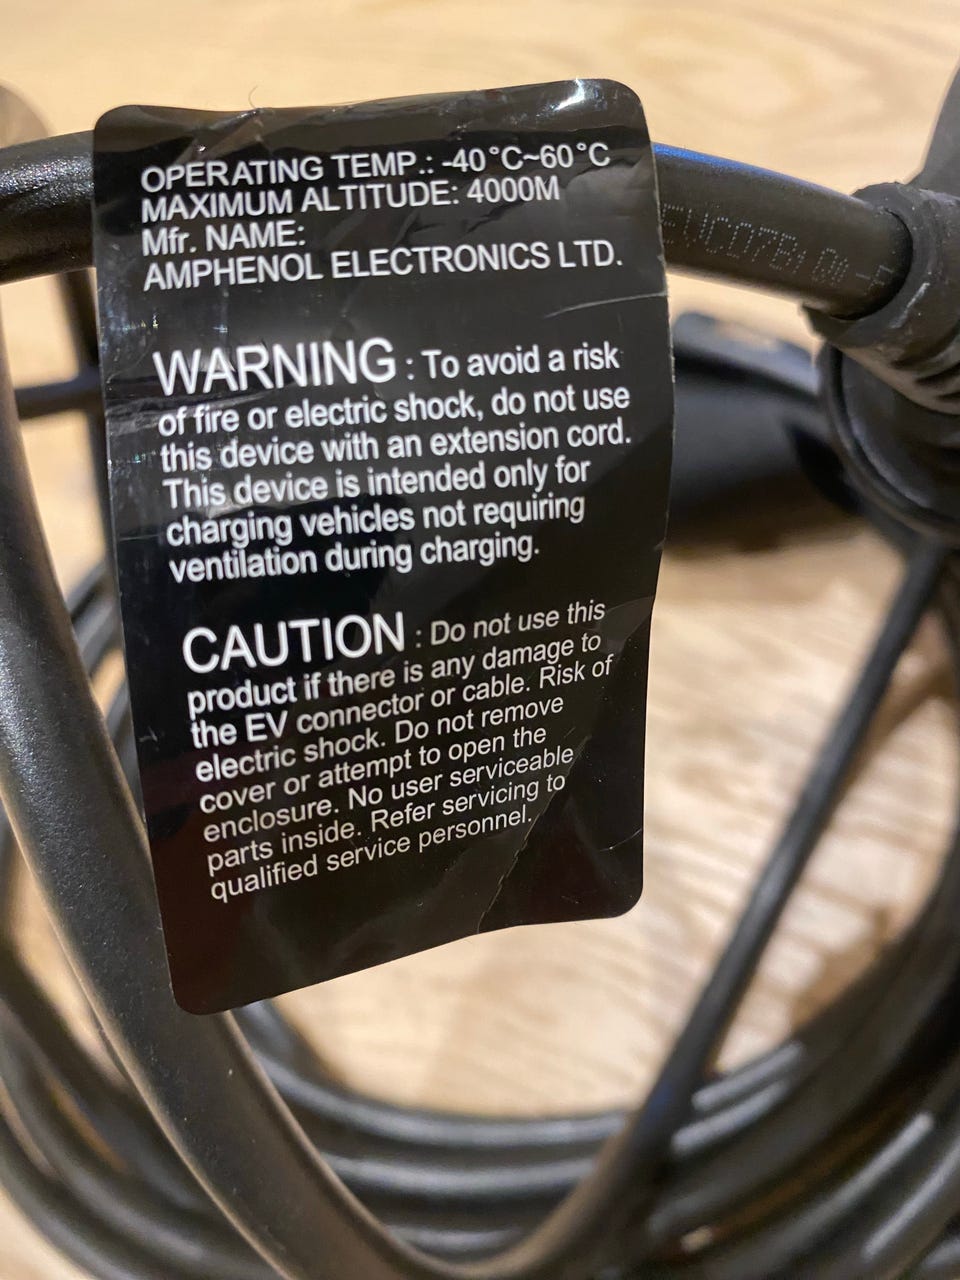 OPERATING TEMP.: -40°C~60°C
MAXIMUM ALTITUDE: 4000M
Mfr. NAME:
AMPHENOL ELECTRONICS LTD.
WARNING : To avoid a risk
of fire or electric shock, do not use
this device with an extension cord.
This device is intended only for
charging vehicles not requiring
ventilation during charging.
CAUTION : Do not use this
product if there is any damage to
the EV connector or cable. Risk of
electric shock. Do not remove
cover or attempt to open the
enclosure. No user serviceable
parts inside. Refer servicing to
qualified service personnel.